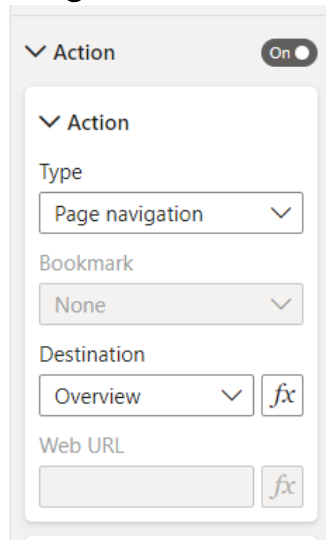 Action
On
Action
Type
Page navigation
Bookmark
None
Destination
Overview
fx
Web URL
fx